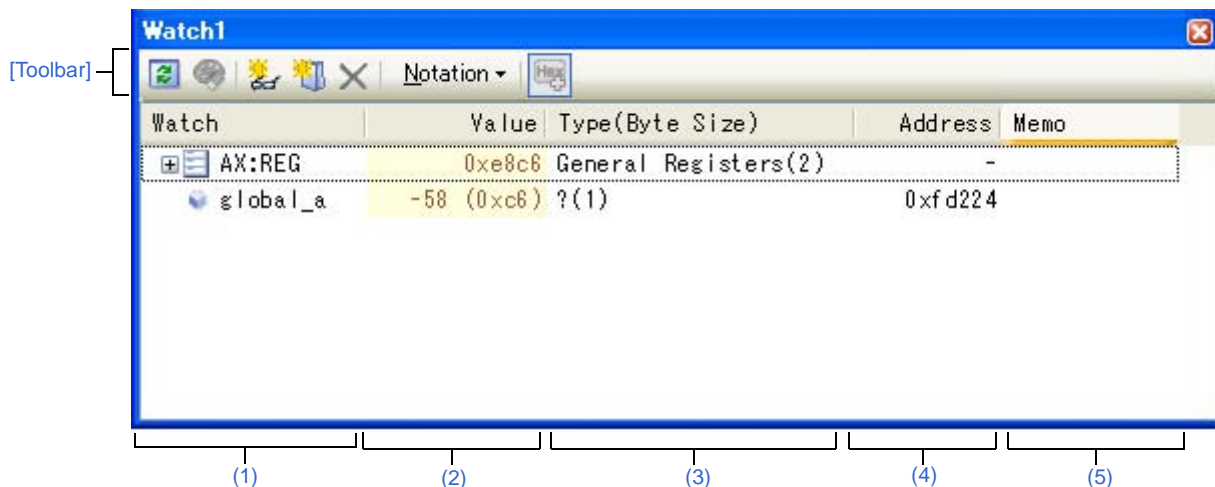 Watch1
[Toolbar]
Notation
Hex
Watch Value Type(Byte Size) Address Memo
AX:REG 0xe8c6 General Registers(2) -
global_a -58 (0xc6) ?(1) 0xfd224
(1) (2) (3) (4) (5)